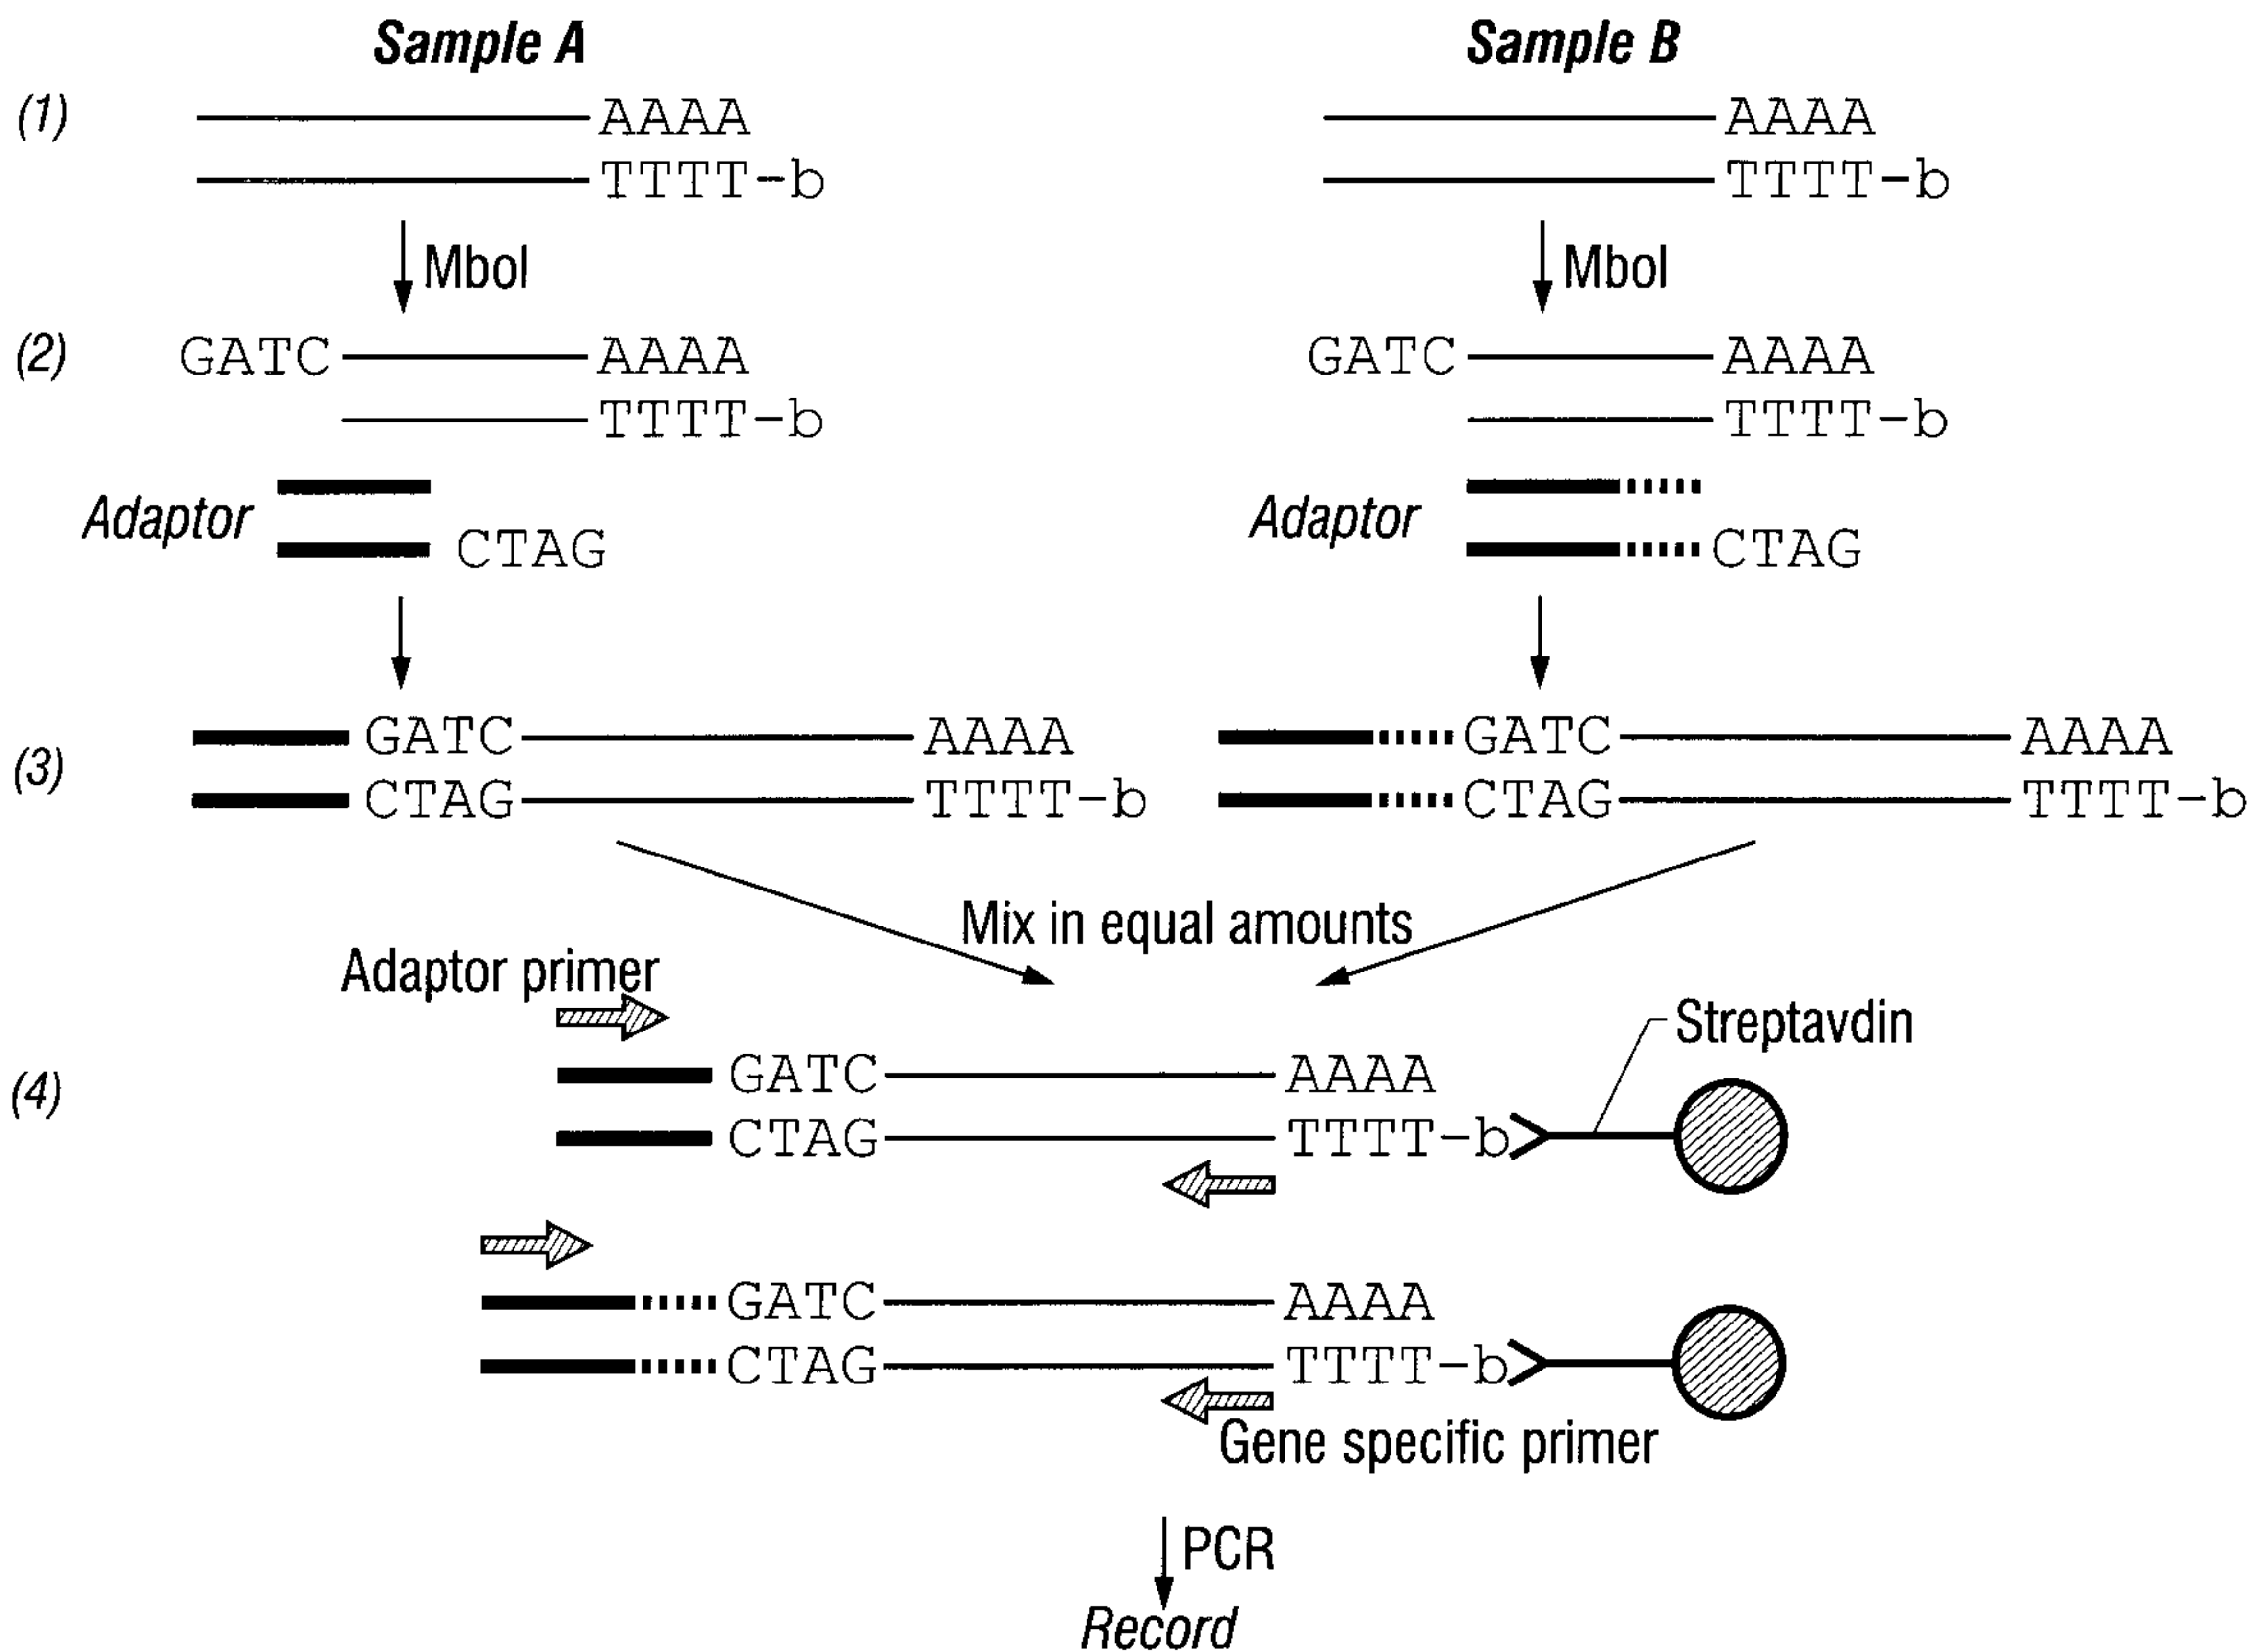 Sample A Sample B
(1) AAAA AAAA
TTTT-b TTTT-b
MboI MboI
(2) GATC AAAA GATC AAAA
TTTT-b TTTT-b
Adaptor Adaptor
CTAG CTAG
(3) GATC AAAA GATC AAAA
CTAG TTTT-b CTAG TTTT-b
Mix in equal amounts
Adaptor primer
Streptavdin
(4) GATC AAAA
CTAG TTTT-b
GATC AAAA
CTAG TTTT-b
Gene specific primer
PCR
Record